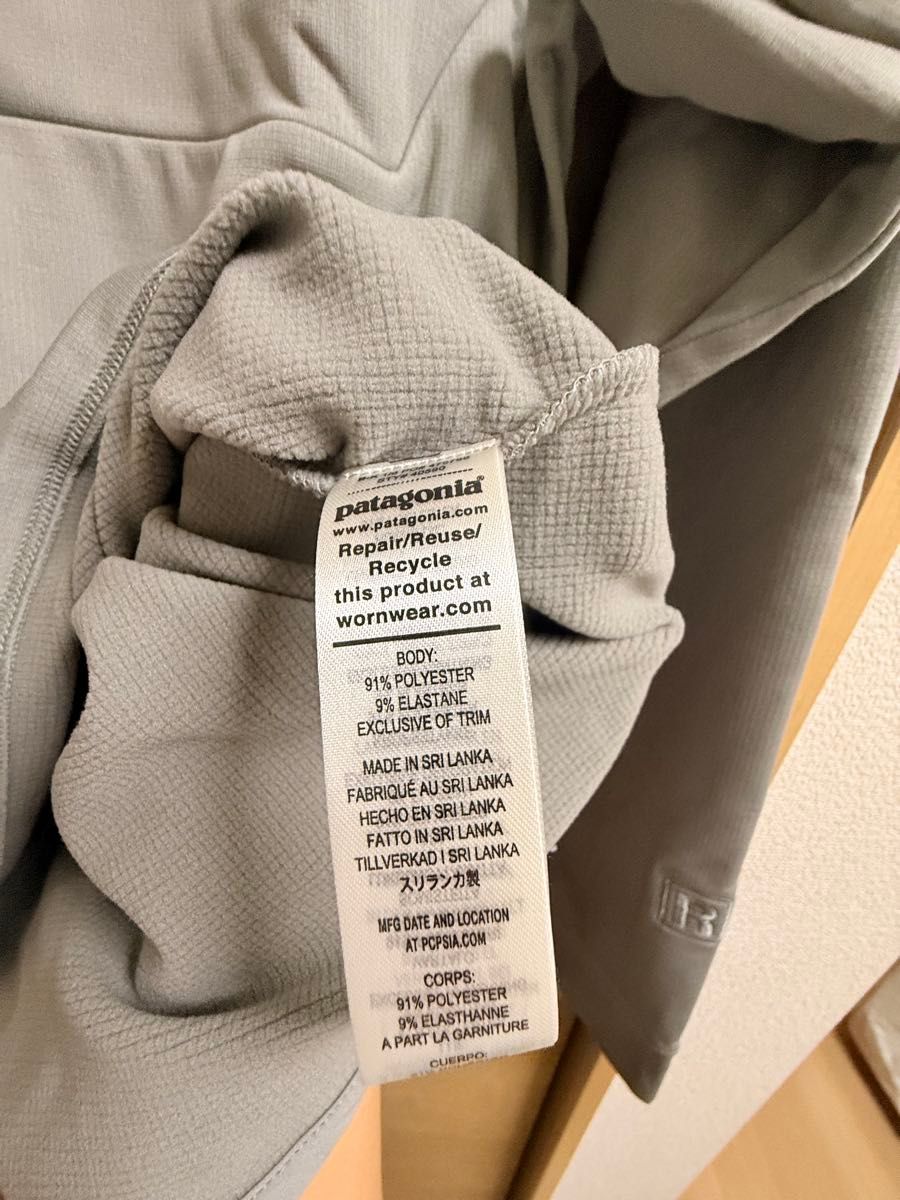 STY# 40590
patagonia®
www.patagonia.com
Repair/Reuse/
Recycle
this product at
wornwear.com
BODY:
91% POLYESTER
9% ELASTANE
EXCLUSIVE OF TRIM
MADE IN SRI LANKA
FABRIQUÉ AU SRI LANKA
HECHO EN SRI LANKA
FATTO IN SRI LANKA
TILLVERKAD I SRI LANKA
スリランカ製
MFG DATE AND LOCATION
AT PCPSIA.COM
CORPS:
91% POLYESTER
9% ELASTHANNE
A PART LA GARNITURE
CUERPO:
R